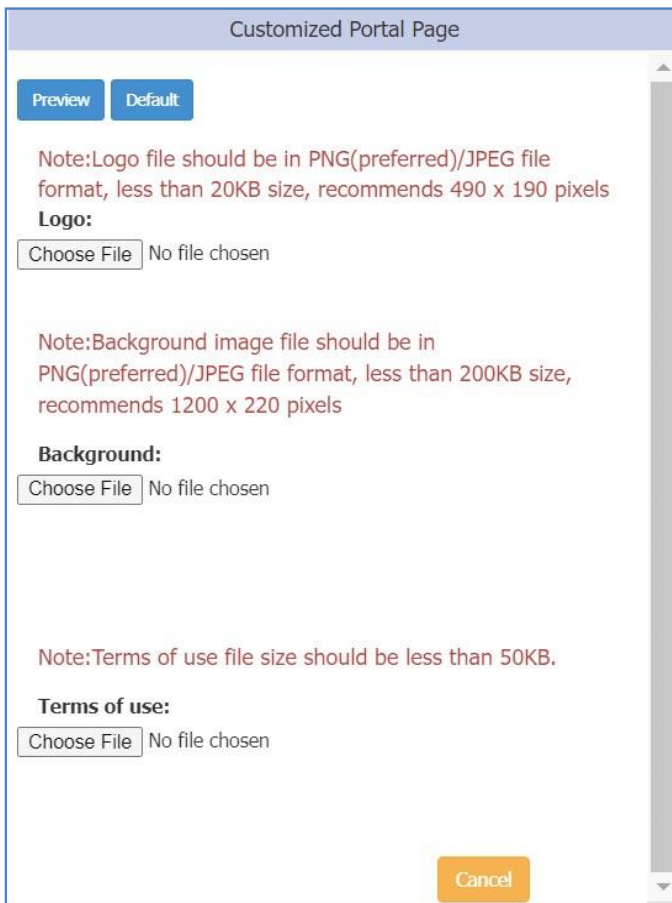 Customized Portal Page
Preview Default
Note:Logo file should be in PNG(preferred)/JPEG file
format, less than 20KB size, recommends 490 x 190 pixels
Logo:
Choose File No file chosen
Note:Background image file should be in
PNG(preferred)/JPEG file format, less than 200KB size,
recommends 1200 x 220 pixels
Background:
Choose File No file chosen
Note:Terms of use file size should be less than 50KB.
Terms of use:
Choose File No file chosen
Cancel